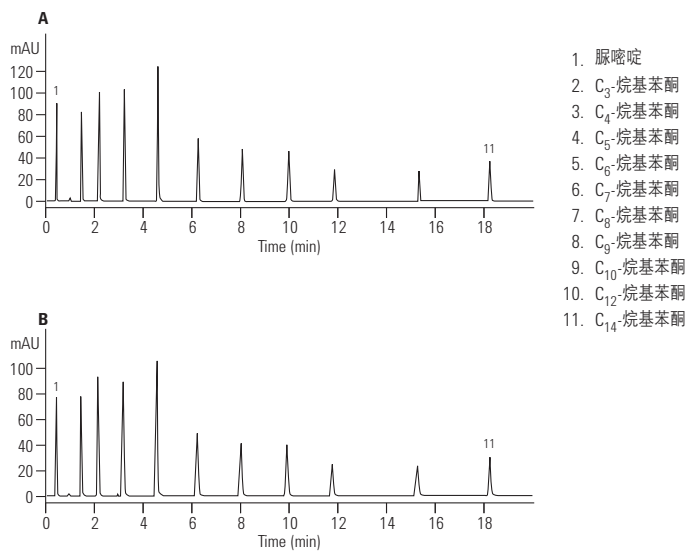 A
mAU
120
100
80
60
40
20
0
1
11
0 2 4 6 8 10 12 14 16 18
Time (min)
B
mAU
100
80
60
40
20
0
1
11
0 2 4 6 8 10 12 14 16 18
Time (min)
1. 脲嘧啶
2. C₃-烷基苯酮
3. C₄-烷基苯酮
4. C₅-烷基苯酮
5. C₆-烷基苯酮
6. C₇-烷基苯酮
7. C₈-烷基苯酮
8. C₉-烷基苯酮
9. C₁₀-烷基苯酮
10. C₁₂-烷基苯酮
11. C₁₄-烷基苯酮